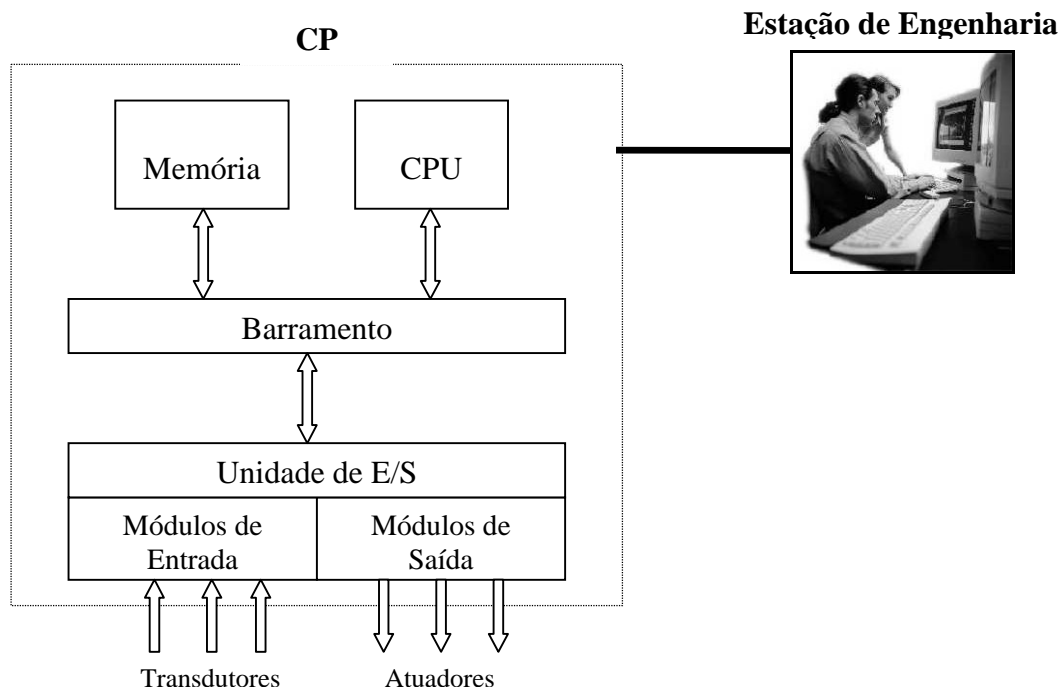 CP
Estação de Engenharia
Memória
CPU
Barramento
Unidade de E/S
Módulos de
Entrada
Módulos de
Saída
Transdutores
Atuadores